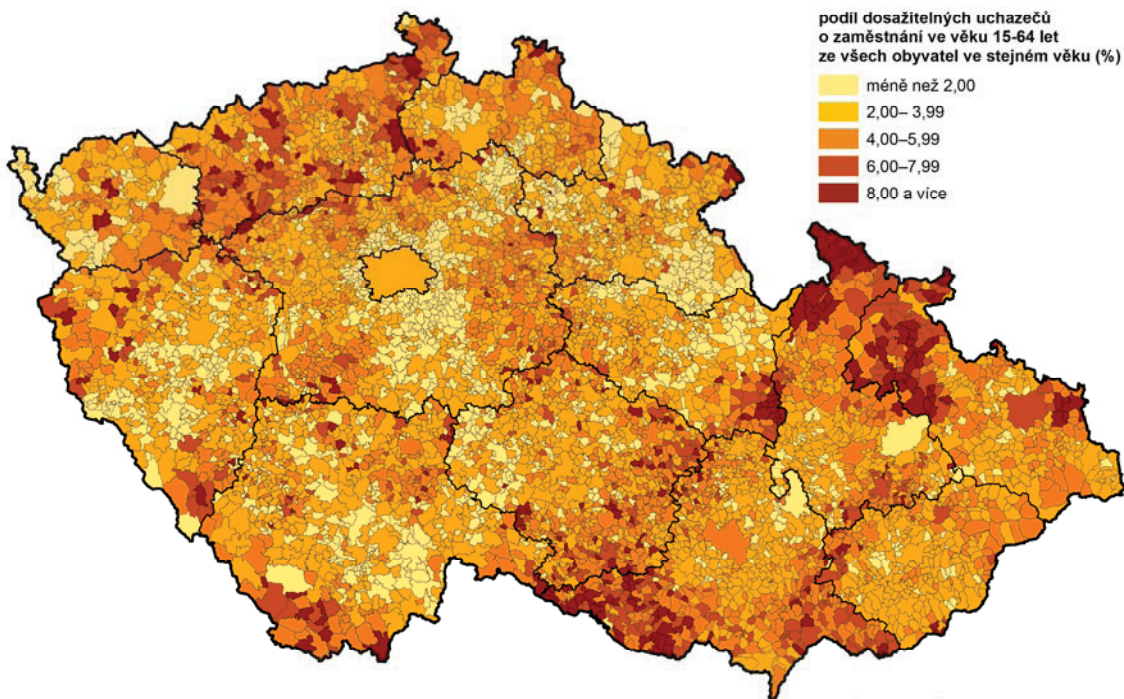 podíl dosažitelných uchazečů
o zaměstnání ve věku 15-64 let
ze všech obyvatel ve stejném věku (%)
méně než 2,00
2,00– 3,99
4,00–5,99
6,00–7,99
8,00 a více